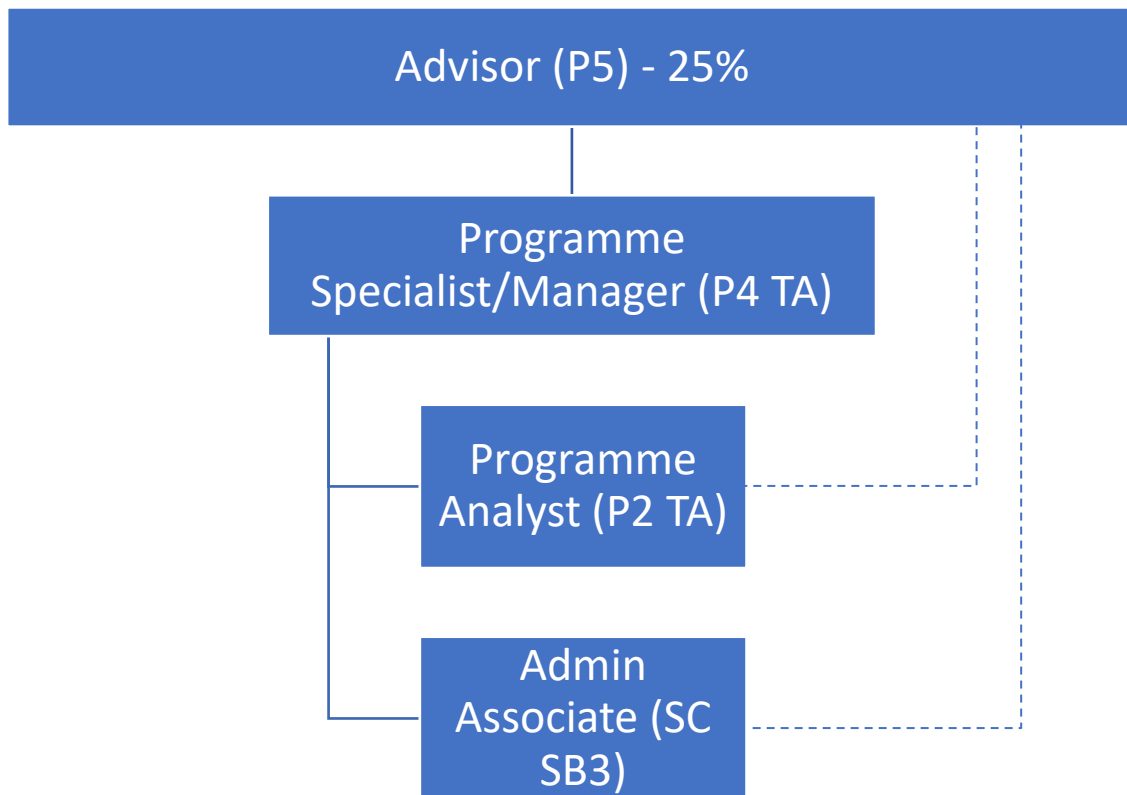 Advisor (P5) - 25%
Programme
Specialist/Manager (P4 TA)
Programme
Analyst (P2 TA)
Admin
Associate (SC
SB3)